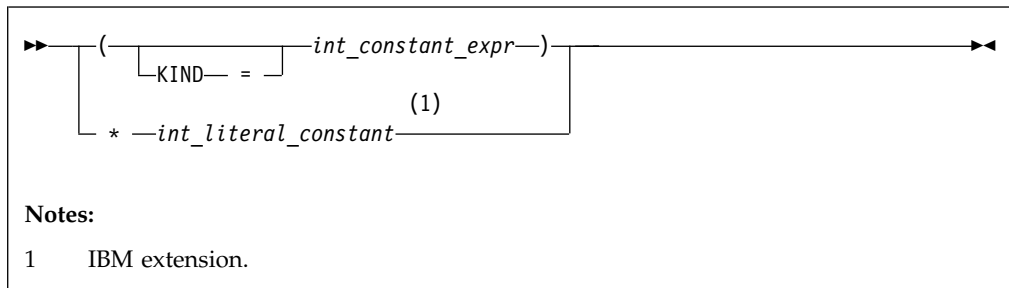 ( int_constant_expr )
KIND =
(1)
* int_literal_constant
Notes:
1 IBM extension.